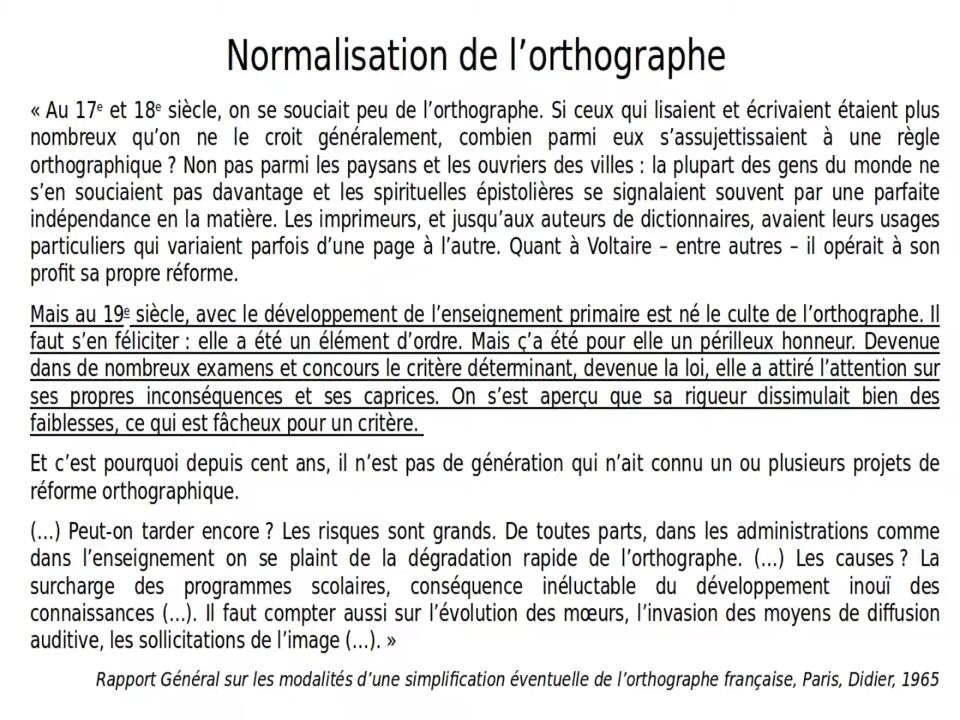 Normalisation de l’orthographe
« Au 17e et 18e siècle, on se souciait peu de l’orthographe. Si ceux qui lisaient et écrivaient étaient plus
nombreux qu’on ne le croit généralement, combien parmi eux s’assujettissaient à une règle
orthographique ? Non pas parmi les paysans et les ouvriers des villes : la plupart des gens du monde ne
s’en souciaient pas davantage et les spirituelles épistolières se signalaient souvent par une parfaite
indépendance en la matière. Les imprimeurs, et jusqu’aux auteurs de dictionnaires, avaient leurs usages
particuliers qui variaient parfois d’une page à l’autre. Quant à Voltaire – entre autres – il opérait à son
profit sa propre réforme.
Mais au 19e siècle, avec le développement de l’enseignement primaire est né le culte de l’orthographe. Il
faut s’en féliciter : elle a été un élément d’ordre. Mais ç’a été pour elle un périlleux honneur. Devenue
dans de nombreux examens et concours le critère déterminant, devenue la loi, elle a attiré l’attention sur
ses propres inconséquences et ses caprices. On s’est aperçu que sa rigueur dissimulait bien des
faiblesses, ce qui est fâcheux pour un critère.
Et c’est pourquoi depuis cent ans, il n’est pas de génération qui n’ait connu un ou plusieurs projets de
réforme orthographique.
(…) Peut-on tarder encore ? Les risques sont grands. De toutes parts, dans les administrations comme
dans l’enseignement on se plaint de la dégradation rapide de l’orthographe. (…) Les causes ? La
surcharge des programmes scolaires, conséquence inéluctable du développement inouï des
connaissances (…). Il faut compter aussi sur l’évolution des mœurs, l’invasion des moyens de diffusion
auditive, les sollicitations de l’image (…). »
Rapport Général sur les modalités d’une simplification éventuelle de l’orthographe française, Paris, Didier, 1965